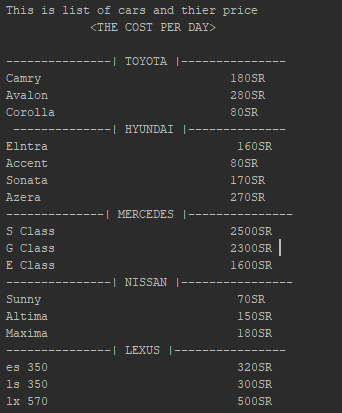 This is list of cars and thier price
<THE COST PER DAY>
---------------| TOYOTA |---------------
Camry 180SR
Avalon 280SR
Corolla 80SR
--------------| HYUNDAI |--------------
Elntra 160SR
Accent 80SR
Sonata 170SR
Azera 270SR
--------------| MERCEDES |---------------
S Class 2500SR
G Class 2300SR
E Class 1600SR
---------------| NISSAN |----------------
Sunny 70SR
Altima 150SR
Maxima 180SR
---------------| LEXUS |----------------
es 350 320SR
ls 350 300SR
lx 570 500SR